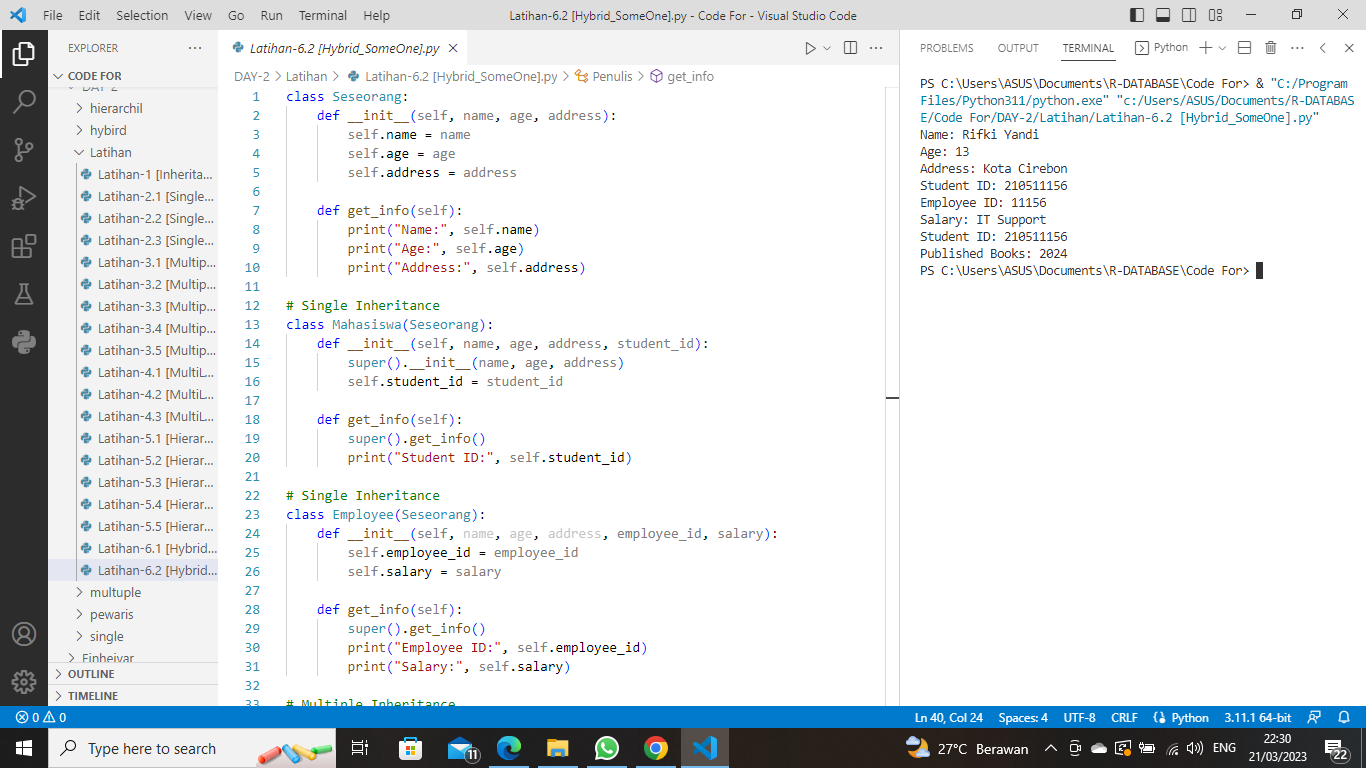 File Edit Selection View Go Run Terminal Help
Latihan-6.2 [Hybrid_SomeOne].py - Code For - Visual Studio Code
EXPLORER
CODE FOR
DAY-2
hierarchil
hybird
Latihan
Latihan-1 [Inherita...
Latihan-2.1 [Single...
Latihan-2.2 [Single...
Latihan-2.3 [Single...
Latihan-3.1 [Multip...
Latihan-3.2 [Multip...
Latihan-3.3 [Multip...
Latihan-3.4 [Multip...
Latihan-3.5 [Multip...
Latihan-4.1 [MultiL...
Latihan-4.2 [MultiL...
Latihan-4.3 [MultiL...
Latihan-5.1 [Hierar...
Latihan-5.2 [Hierar...
Latihan-5.3 [Hierar...
Latihan-5.4 [Hierar...
Latihan-5.5 [Hierar...
Latihan-6.1 [Hybrid...
Latihan-6.2 [Hybrid...
multuple
pewaris
single
OUTLINE
TIMELINE
Latihan-6.2 [Hybrid_SomeOne].py
DAY-2 > Latihan > Latihan-6.2 [Hybrid_SomeOne].py > Penulis > get_info
1 class Seseorang:
2     def __init__(self, name, age, address):
3         self.name = name
4         self.age = age
5         self.address = address
6
7     def get_info(self):
8         print("Name:", self.name)
9         print("Age:", self.age)
10         print("Address:", self.address)
11
12 # Single Inheritance
13 class Mahasiswa(Seseorang):
14     def __init__(self, name, age, address, student_id):
15         super().__init__(name, age, address)
16         self.student_id = student_id
17
18     def get_info(self):
19         super().get_info()
20         print("Student ID:", self.student_id)
21
22 # Single Inheritance
23 class Employee(Seseorang):
24     def __init__(self, name, age, address, employee_id, salary):
25         self.employee_id = employee_id
26         self.salary = salary
27
28     def get_info(self):
29         super().get_info()
30         print("Employee ID:", self.employee_id)
31         print("Salary:", self.salary)
32
33 # Multiple Inheritance
PROBLEMS OUTPUT TERMINAL Python
PS C:\Users\ASUS\Documents\R-DATABASE\Code For> & "C:/Program
Files/Python311/python.exe" "c:/Users/ASUS/Documents/R-DATABAS
E/Code For/DAY-2/Latihan/Latihan-6.2 [Hybrid_SomeOne].py"
Name: Rifki Yandi
Age: 13
Address: Kota Cirebon
Student ID: 210511156
Employee ID: 11156
Salary: IT Support
Student ID: 210511156
Published Books: 2024
PS C:\Users\ASUS\Documents\R-DATABASE\Code For>
0 0
Ln 40, Col 24 Spaces: 4 UTF-8 CRLF Python 3.11.1 64-bit
Type here to search
11
27°C Berawan
ENG
22:30
21/03/2023
22